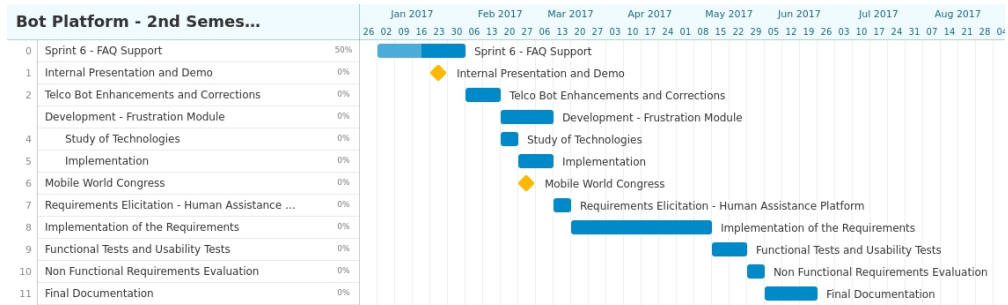 Bot Platform - 2nd Semes...
Jan 2017 Feb 2017 Mar 2017 Apr 2017 May 2017 Jun 2017 Jul 2017 Aug 2017
26 02 09 16 23 30 06 13 20 27 06 13 20 27 03 10 17 24 01 08 15 22 29 05 12 19 26 03 10 17 24 31 07 14 21 28 04
0 Sprint 6 - FAQ Support 50% Sprint 6 - FAQ Support
1 Internal Presentation and Demo 0% Internal Presentation and Demo
2 Telco Bot Enhancements and Corrections 0% Telco Bot Enhancements and Corrections
Development - Frustration Module 0% Development - Frustration Module
4 Study of Technologies 0% Study of Technologies
5 Implementation 0% Implementation
6 Mobile World Congress 0% Mobile World Congress
7 Requirements Elicitation - Human Assistance ... 0% Requirements Elicitation - Human Assistance Platform
8 Implementation of the Requirements 0% Implementation of the Requirements
9 Functional Tests and Usability Tests 0% Functional Tests and Usability Tests
10 Non Functional Requirements Evaluation 0% Non Functional Requirements Evaluation
11 Final Documentation 0% Final Documentation